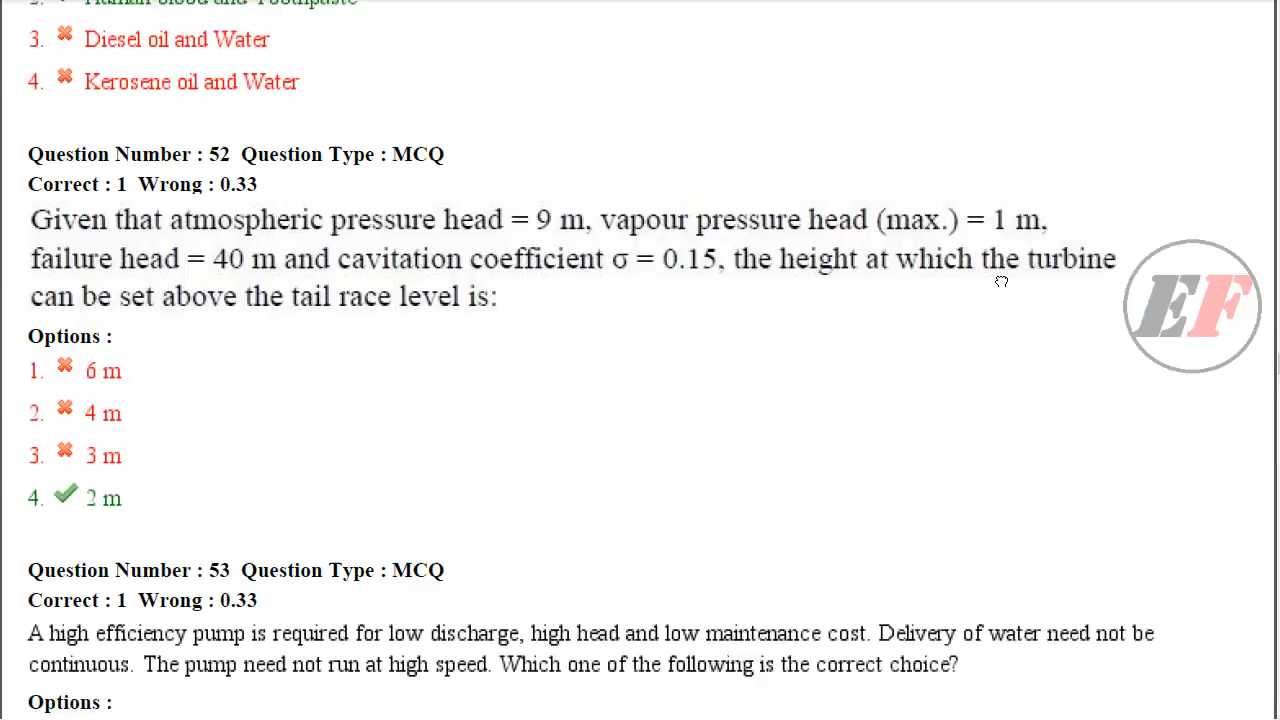 2. Human blood and Toothpaste
3. Diesel oil and Water
4. Kerosene oil and Water
Question Number : 52 Question Type : MCQ
Correct : 1 Wrong : 0.33
Given that atmospheric pressure head = 9 m, vapour pressure head (max.) = 1 m,
failure head = 40 m and cavitation coefficient σ = 0.15, the height at which the turbine
can be set above the tail race level is:
EF
Options :
1. 6 m
2. 4 m
3. 3 m
4. 2 m
Question Number : 53 Question Type : MCQ
Correct : 1 Wrong : 0.33
A high efficiency pump is required for low discharge, high head and low maintenance cost. Delivery of water need not be
continuous. The pump need not run at high speed. Which one of the following is the correct choice?
Options :